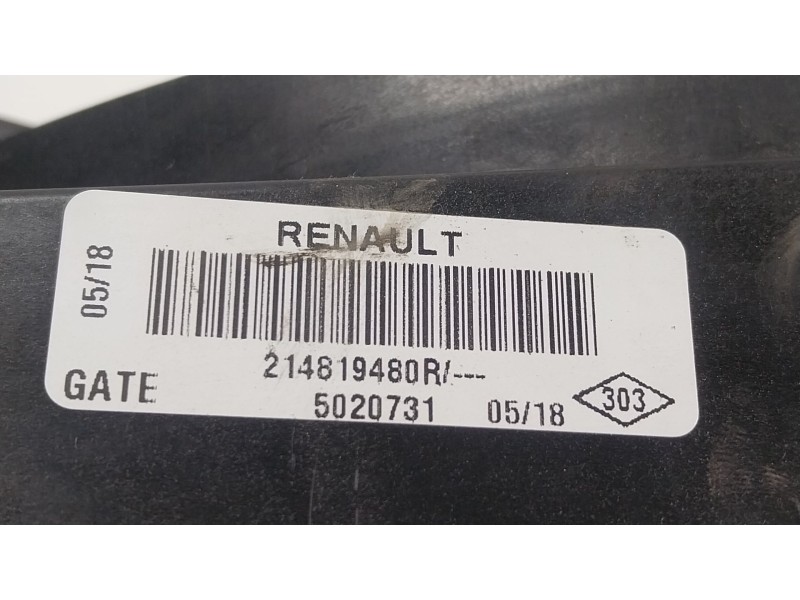 RENAULT
05/18
214819480R/---
GATE
5020731 05/18 303